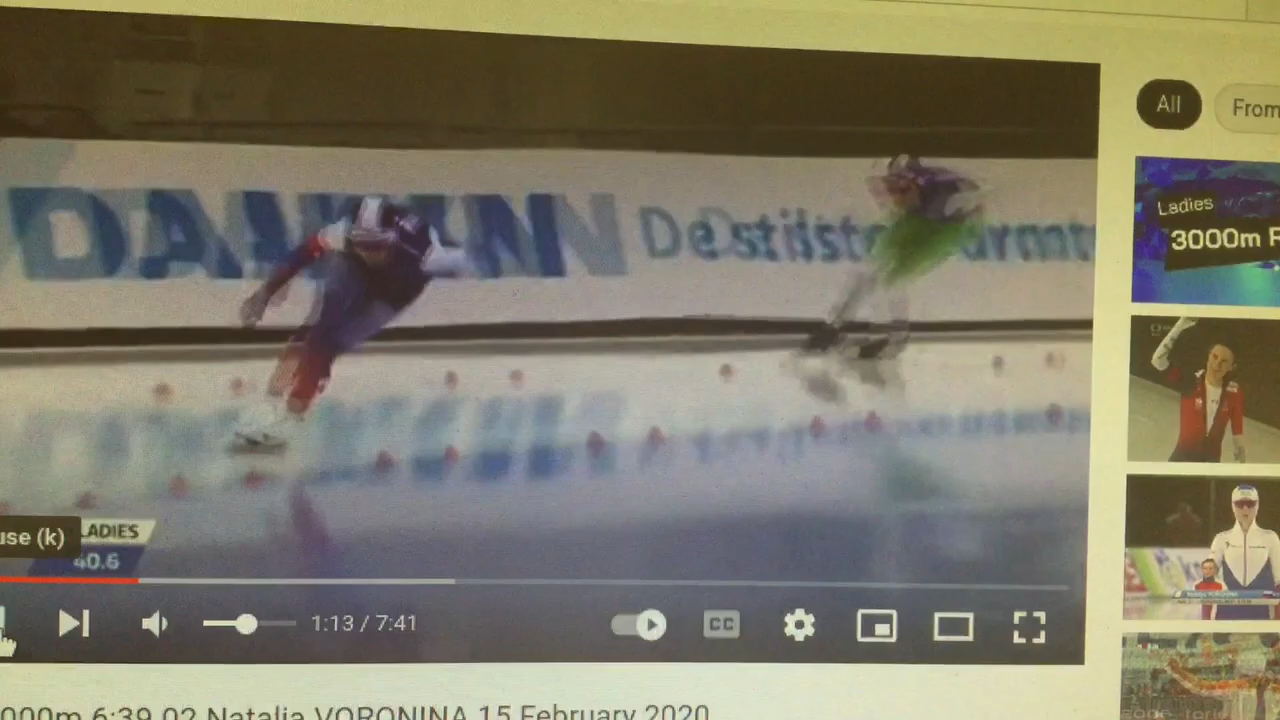 All
From
DAIKIN
Ladies
3000m
use (k)
LADIES
40.6
1:13 / 7:41
CC
000m 6:39.02 Natalia VORONINA 15 February 2020